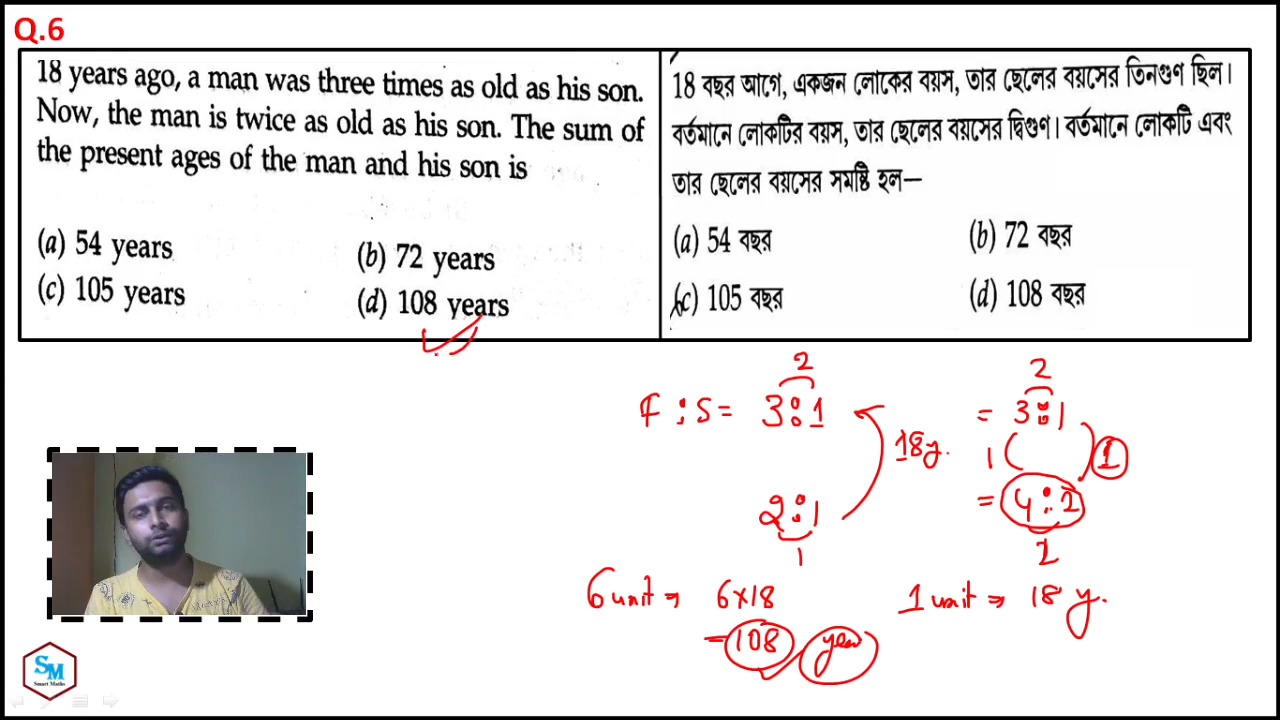 Q.6
18 years ago, a man was three times as old as his son.
Now, the man is twice as old as his son. The sum of
the present ages of the man and his son is
(a) 54 years
(b) 72 years
(c) 105 years
(d) 108 years
18 বছর আগে, একজন লোকের বয়স, তার ছেলের বয়সের তিনগুণ ছিল।
বর্তমানে লোকটির বয়স, তার ছেলের বয়সের দ্বিগুণ। বর্তমানে লোকটি এবং
তার ছেলের বয়সের সমষ্টি হল—
(a) 54 বছর
(b) 72 বছর
(c) 105 বছর
(d) 108 বছর
2
F : S = 3 : 1
18y.
2 : 1
1
2
= 3 : 1
1 1
= 4 : 2
2
6 unit ⇒ 6×18
= 108 year
1 unit ⇒ 18 y.
SM
Smart Maths